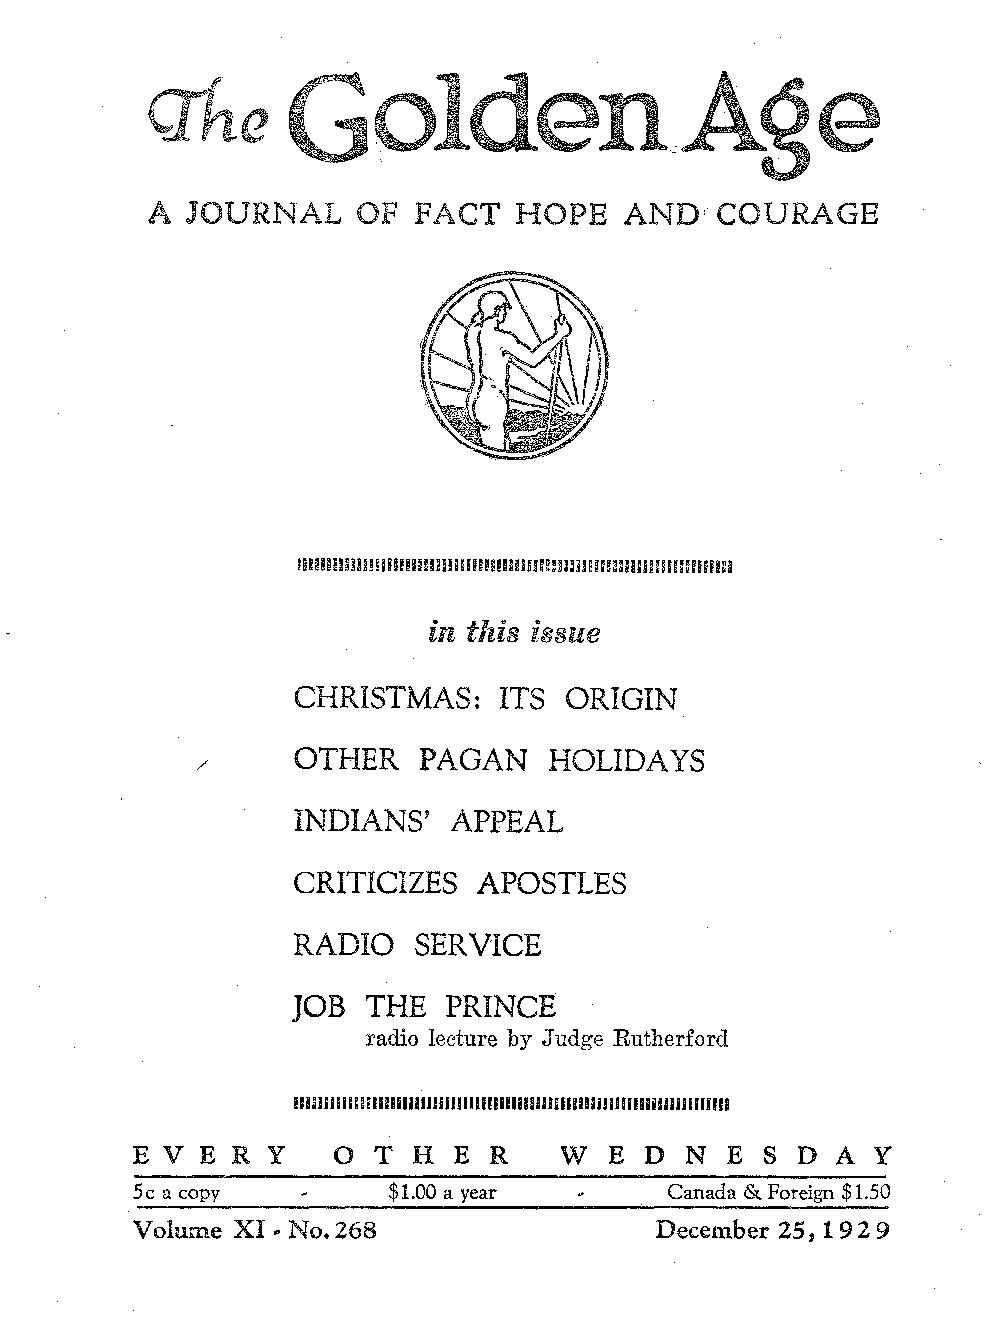 The Golden Age
A JOURNAL OF FACT HOPE AND COURAGE
in this issue
CHRISTMAS: ITS ORIGIN
OTHER PAGAN HOLIDAYS
INDIANS' APPEAL
CRITICIZES APOSTLES
RADIO SERVICE
JOB THE PRINCE
radio lecture by Judge Rutherford
EVERY OTHER WEDNESDAY
5c a copy - $1.00 a year - Canada & Foreign $1.50
Volume XI - No. 268 December 25, 1929